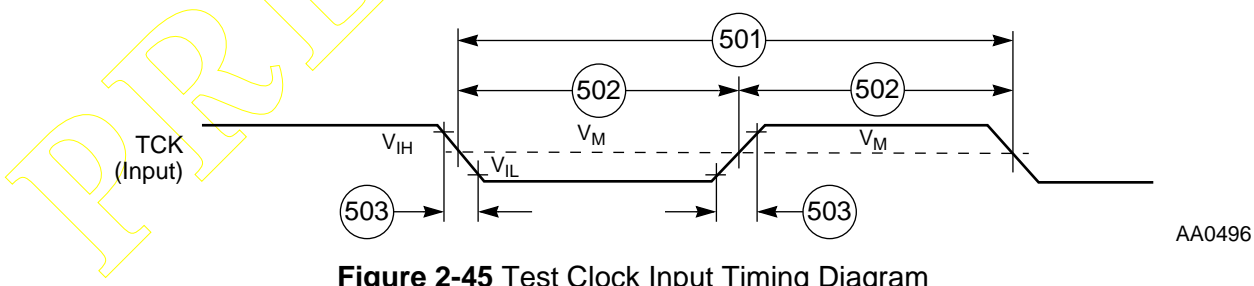 501
502 502
TCK
(Input)
VIH VM VM
VIL
503 503
AA0496
Figure 2-45 Test Clock Input Timing Diagram